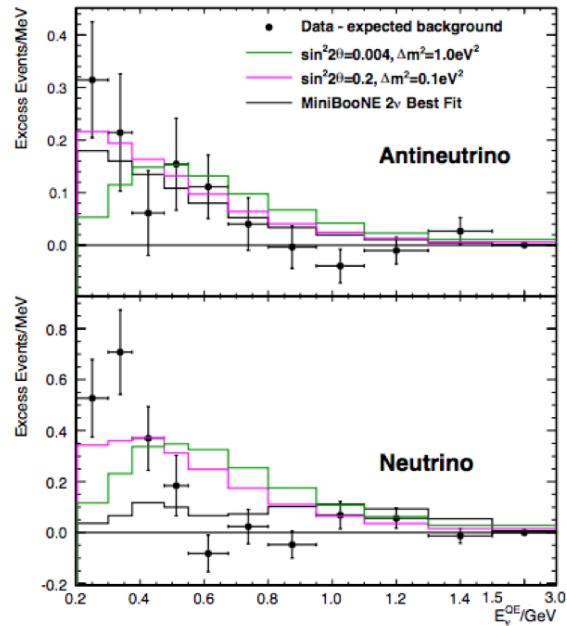 Excess Events/MeV
0.4
0.3
0.2
0.1
0.0
Data - expected background
sin²2θ=0.004, Δm²=1.0eV²
sin²2θ=0.2, Δm²=0.1eV²
MiniBooNE 2ν Best Fit
Antineutrino
Excess Events/MeV
0.8
0.6
0.4
0.2
0.0
-0.2
Neutrino
0.2 0.4 0.6 0.8 1.0 1.2 1.4 1.5 3.0
E_ν^QE/GeV